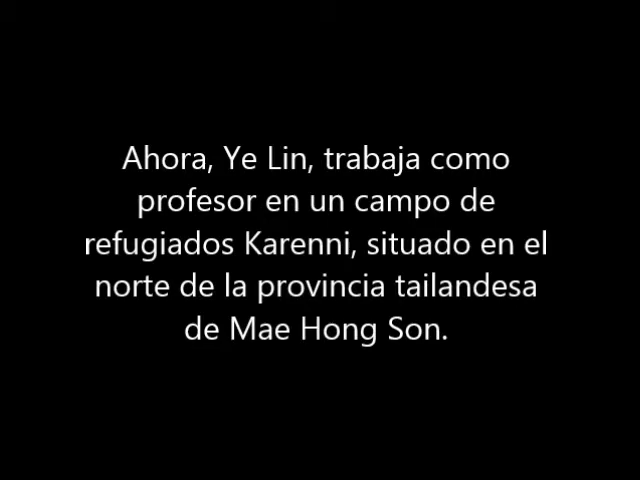 Ahora, Ye Lin, trabaja como
profesor en un campo de
refugiados Karenni, situado en el
norte de la provincia tailandesa
de Mae Hong Son.